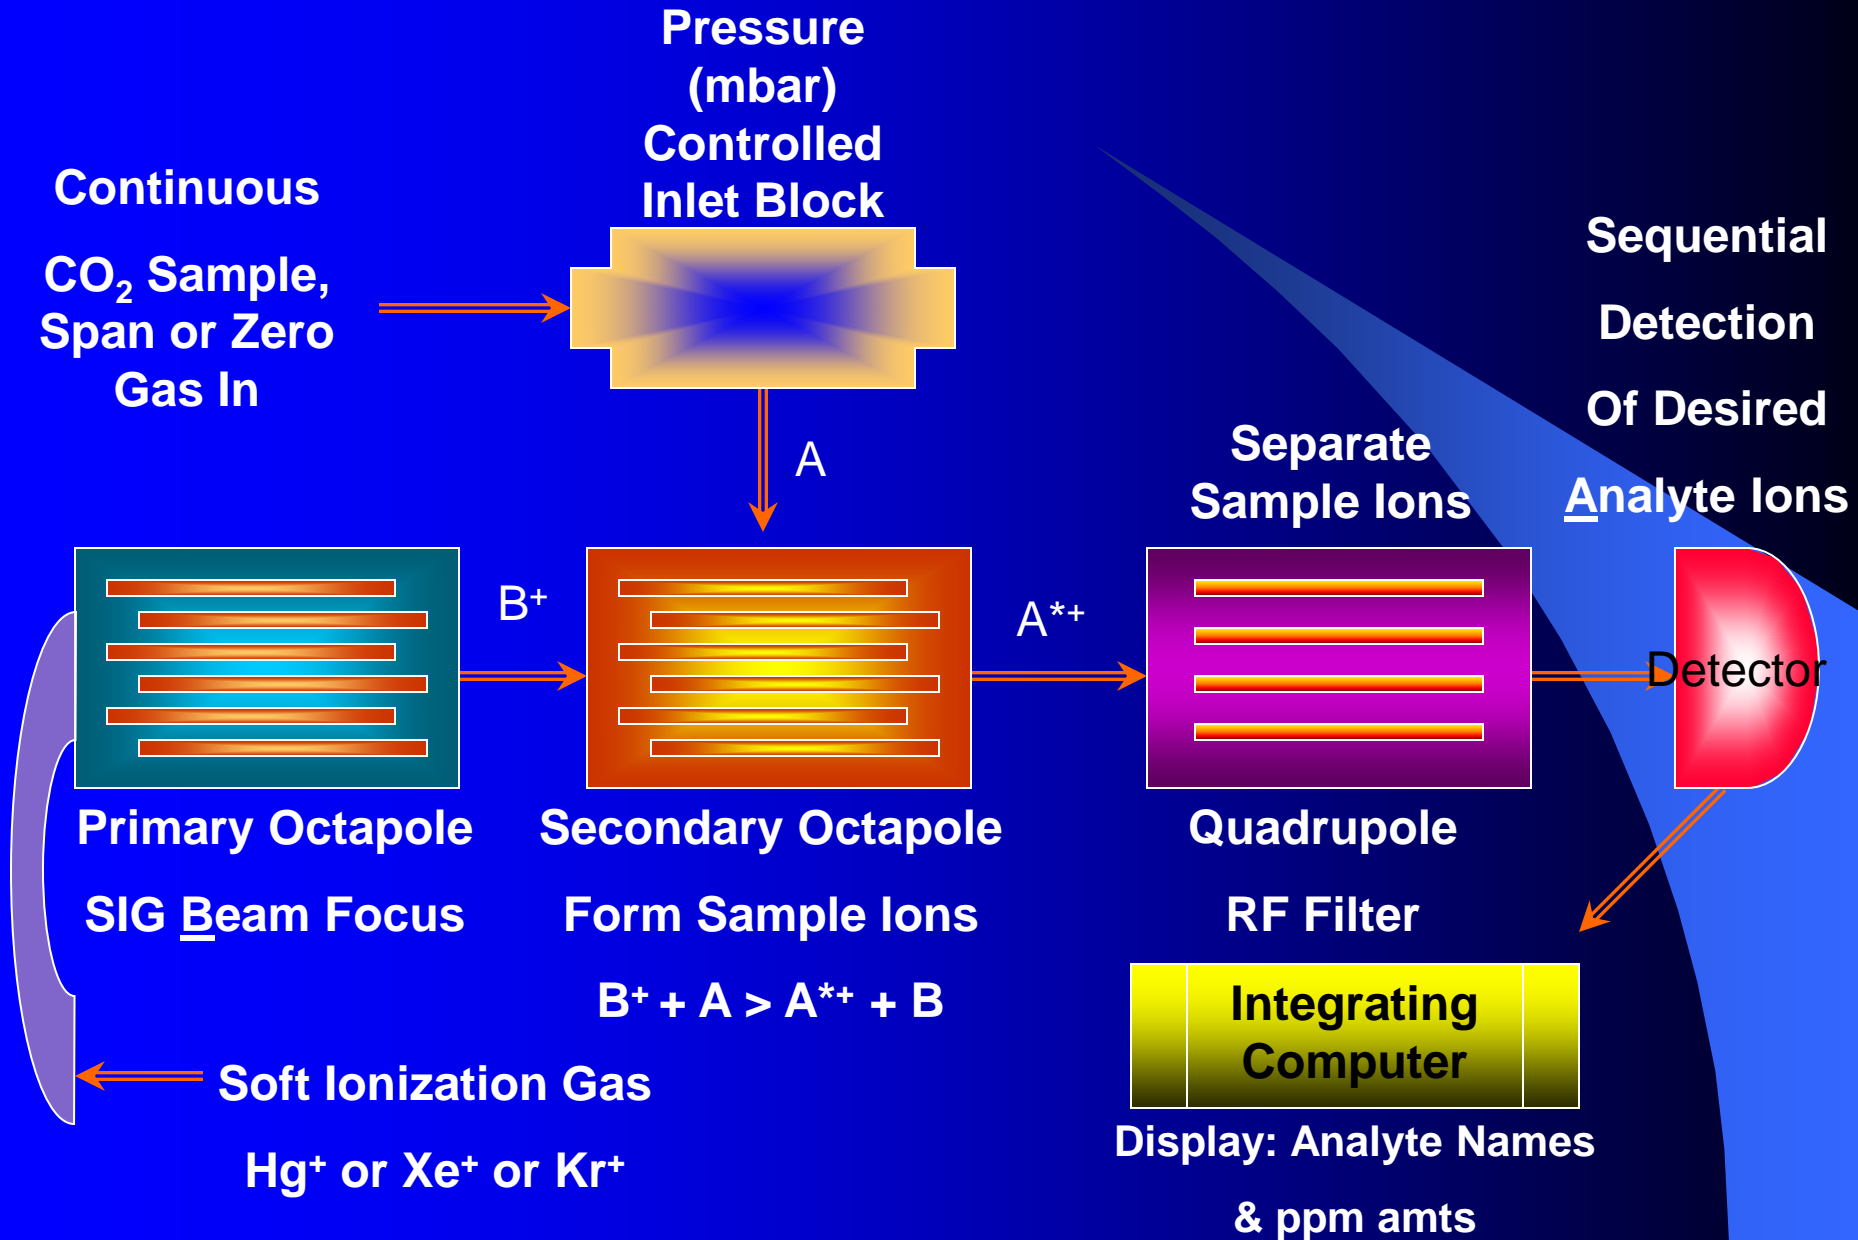 Pressure
(mbar)
Controlled
Inlet Block
Continuous
CO₂ Sample,
Span or Zero
Gas In
Sequential
Detection
Of Desired
Analyte Ions
A
Separate
Sample Ions
B⁺
A*⁺
Detector
Primary Octapole
SIG Beam Focus
Secondary Octapole
Form Sample Ions
B⁺ + A > A*⁺ + B
Quadrupole
RF Filter
Integrating
Computer
Soft Ionization Gas
Hg⁺ or Xe⁺ or Kr⁺
Display: Analyte Names
& ppm amts